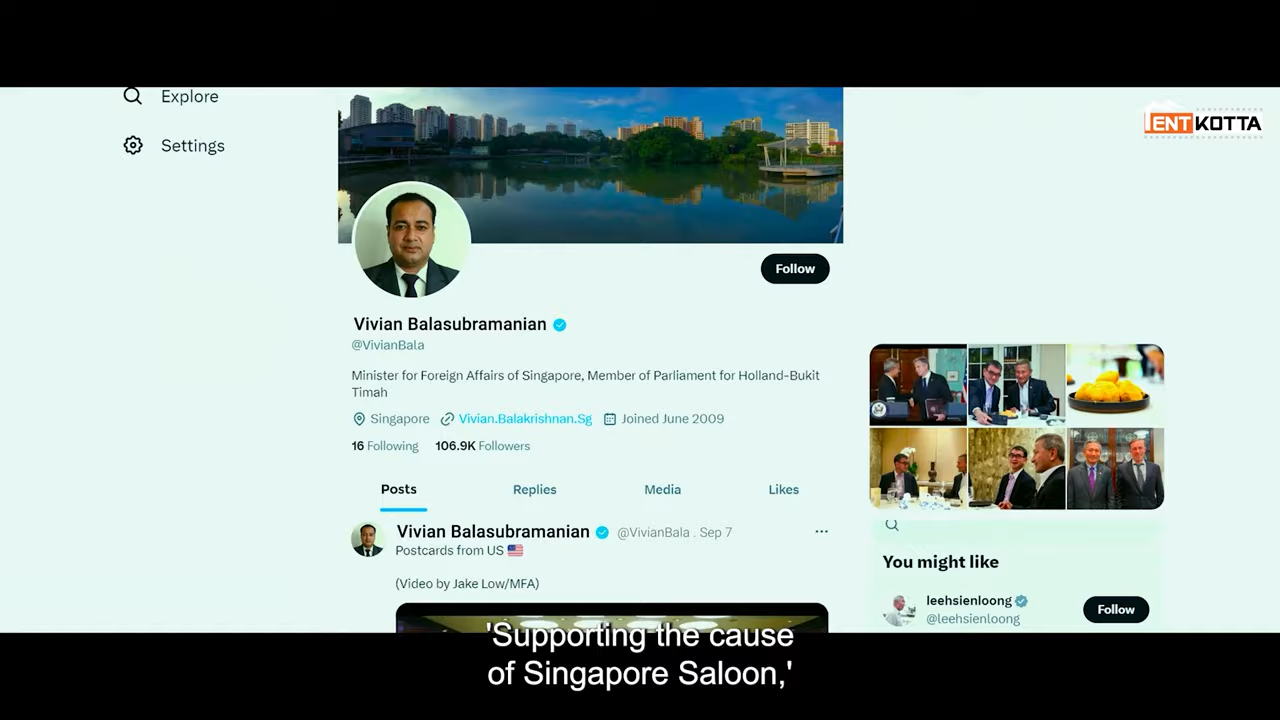 Explore
TENTKOTTA
Settings
Follow
Vivian Balasubramanian
@VivianBala
Minister for Foreign Affairs of Singapore, Member of Parliament for Holland-Bukit
Timah
Singapore Vivian.Balakrishnan.Sg Joined June 2009
16 Following 106.9K Followers
Posts Replies Media Likes
Vivian Balasubramanian @VivianBala . Sep 7
Postcards from US
(Video by Jake Low/MFA)
You might like
leehsienloong
@leehsienloong
Follow
'Supporting the cause
of Singapore Saloon,'